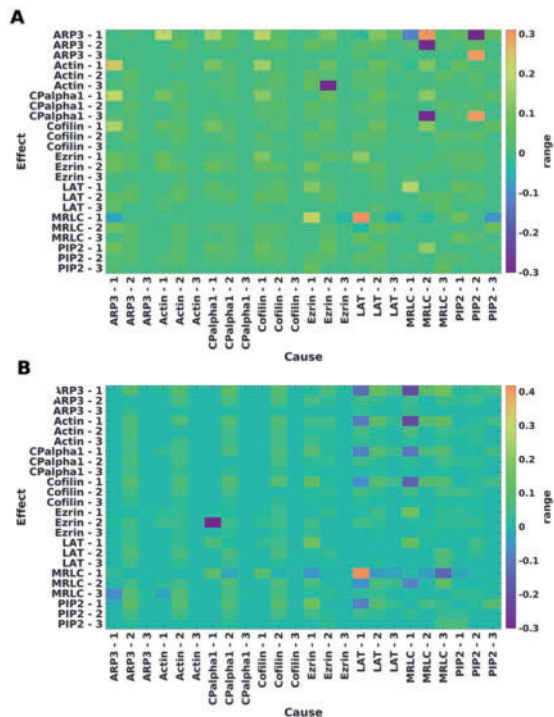 A
ARP3 - 1
ARP3 - 2
ARP3 - 3
Actin - 1
Actin - 2
Actin - 3
CPalpha1 - 1
CPalpha1 - 2
CPalpha1 - 3
Cofilin - 1
Cofilin - 2
Cofilin - 3
Ezrin - 1
Ezrin - 2
Ezrin - 3
LAT - 1
LAT - 2
LAT - 3
MRLC - 1
MRLC - 2
MRLC - 3
PIP2 - 1
PIP2 - 2
PIP2 - 3
Effect
ARP3 - 1
ARP3 - 2
ARP3 - 3
Actin - 1
Actin - 2
Actin - 3
CPalpha1 - 1
CPalpha1 - 2
CPalpha1 - 3
Cofilin - 1
Cofilin - 2
Cofilin - 3
Ezrin - 1
Ezrin - 2
Ezrin - 3
LAT - 1
LAT - 2
LAT - 3
MRLC - 1
MRLC - 2
MRLC - 3
PIP2 - 1
PIP2 - 2
PIP2 - 3
Cause
0.3
0.2
0.1
0
-0.1
-0.2
-0.3
range
B
ARP3 - 1
ARP3 - 2
ARP3 - 3
Actin - 1
Actin - 2
Actin - 3
CPalpha1 - 1
CPalpha1 - 2
CPalpha1 - 3
Cofilin - 1
Cofilin - 2
Cofilin - 3
Ezrin - 1
Ezrin - 2
Ezrin - 3
LAT - 1
LAT - 2
LAT - 3
MRLC - 1
MRLC - 2
MRLC - 3
PIP2 - 1
PIP2 - 2
PIP2 - 3
Effect
ARP3 - 1
ARP3 - 2
ARP3 - 3
Actin - 1
Actin - 2
Actin - 3
CPalpha1 - 1
CPalpha1 - 2
CPalpha1 - 3
Cofilin - 1
Cofilin - 2
Cofilin - 3
Ezrin - 1
Ezrin - 2
Ezrin - 3
LAT - 1
LAT - 2
LAT - 3
MRLC - 1
MRLC - 2
MRLC - 3
PIP2 - 1
PIP2 - 2
PIP2 - 3
Cause
0.4
0.3
0.2
0.1
0
-0.1
-0.2
-0.3
range